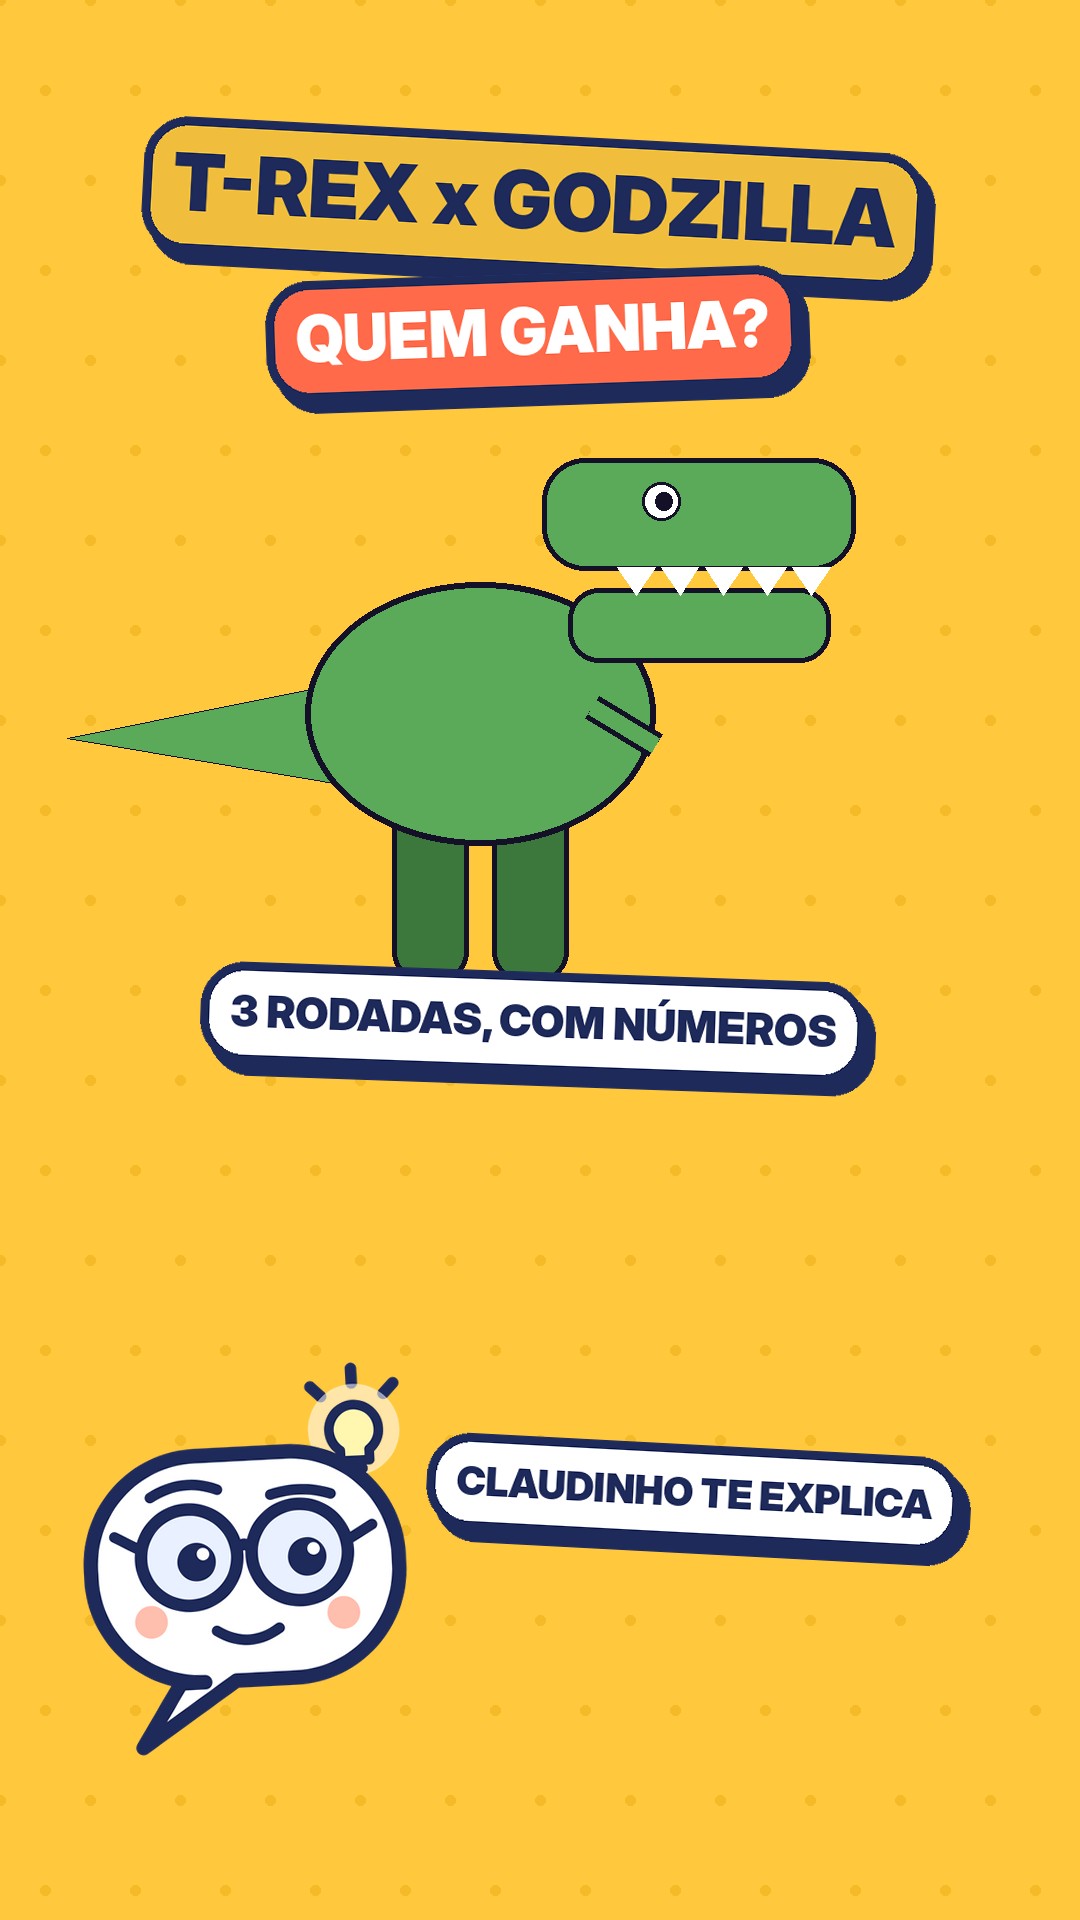 T-REX x GODZILLA
QUEM GANHA?
3 RODADAS, COM NÚMEROS
CLAUDINHO TE EXPLICA